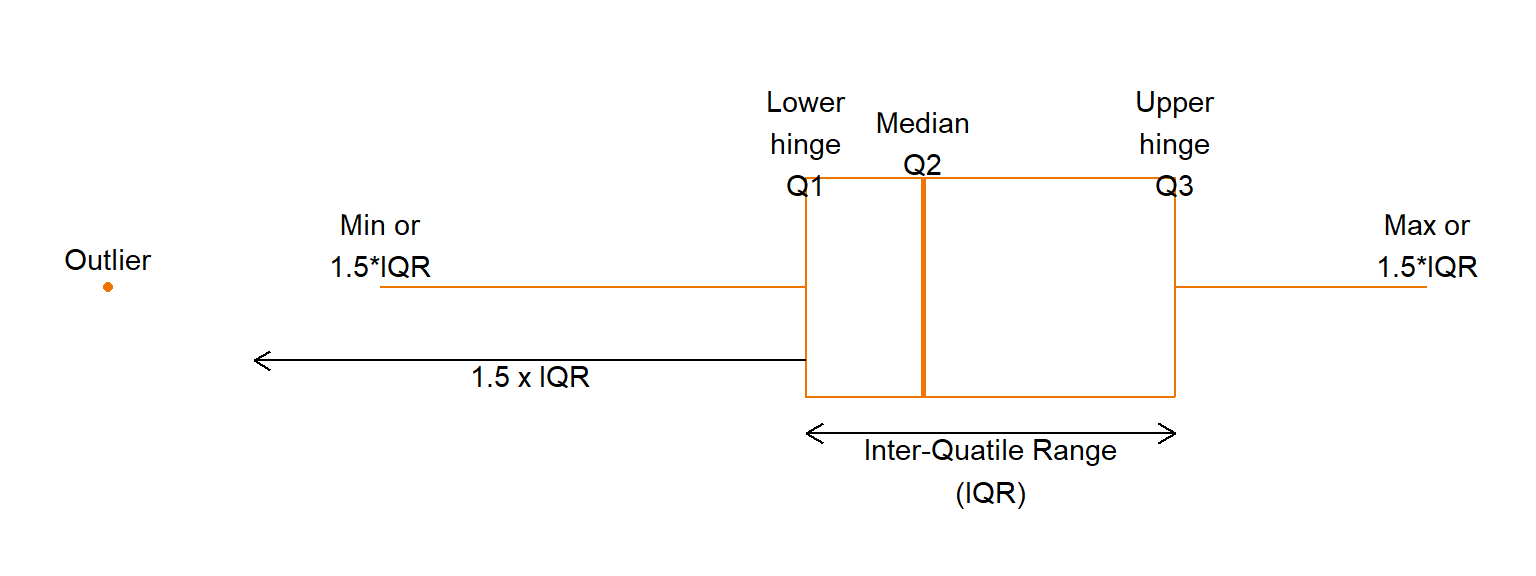 Lower
hinge
Q1
Median
Q2
Upper
hinge
Q3
Min or
1.5*IQR
Max or
1.5*IQR
Outlier
1.5 x IQR
Inter-Quatile Range
(IQR)